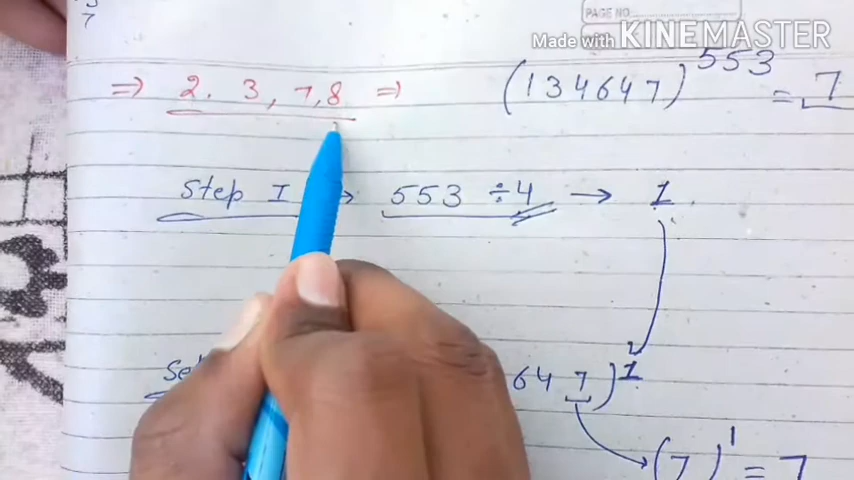 7
PAGE No.
Made with KINEMASTER
⇒ 2. 3, 7,8 ⇒ (134647)^553 = 7
Step I → 553 ÷ 4 → 1.
64 7)^1
(7)^1 = 7